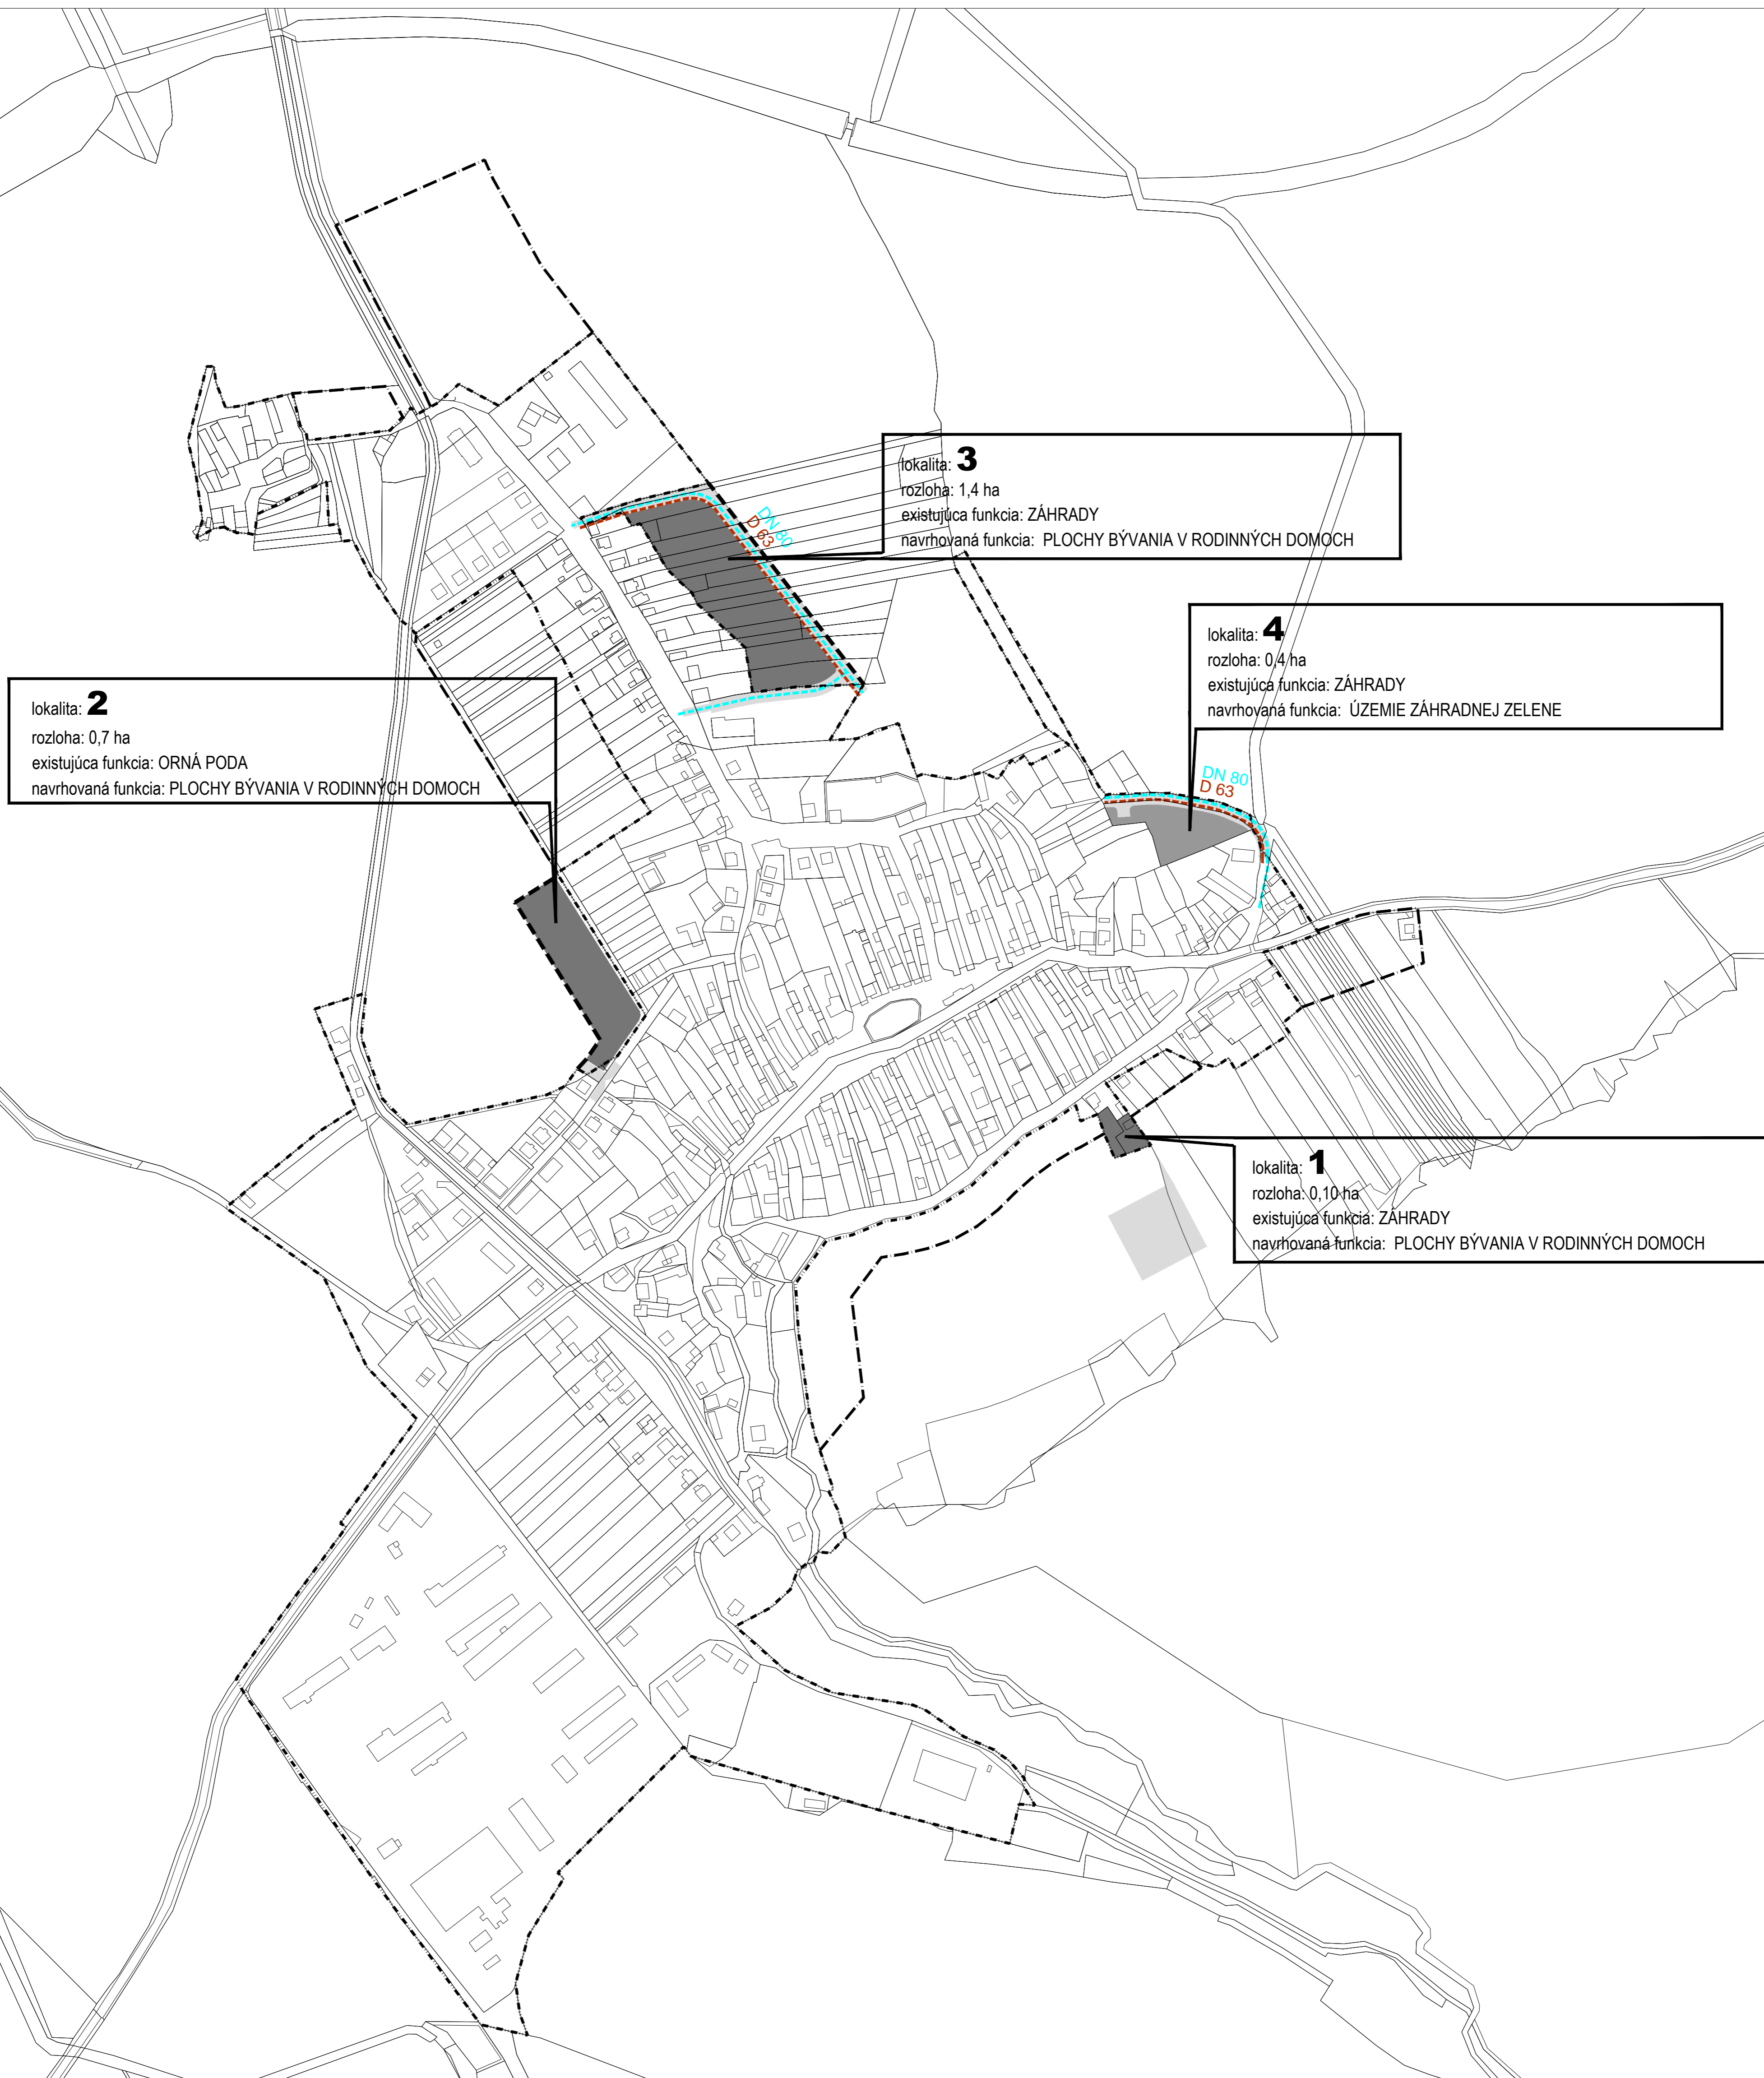 lokalita: 3
rozloha: 1,4 ha
existujúca funkcia: ZÁHRADY
navrhovaná funkcia: PLOCHY BÝVANIA V RODINNÝCH DOMOCH
DN 80
D 63
lokalita: 4
rozloha: 0,4 ha
existujúca funkcia: ZÁHRADY
navrhovaná funkcia: ÚZEMIE ZÁHRADNEJ ZELENE
lokalita: 2
rozloha: 0,7 ha
existujúca funkcia: ORNÁ PODA
navrhovaná funkcia: PLOCHY BÝVANIA V RODINNÝCH DOMOCH
DN 80
D 63
lokalita: 1
rozloha: 0,10 ha
existujúca funkcia: ZÁHRADY
navrhovaná funkcia: PLOCHY BÝVANIA V RODINNÝCH DOMOCH